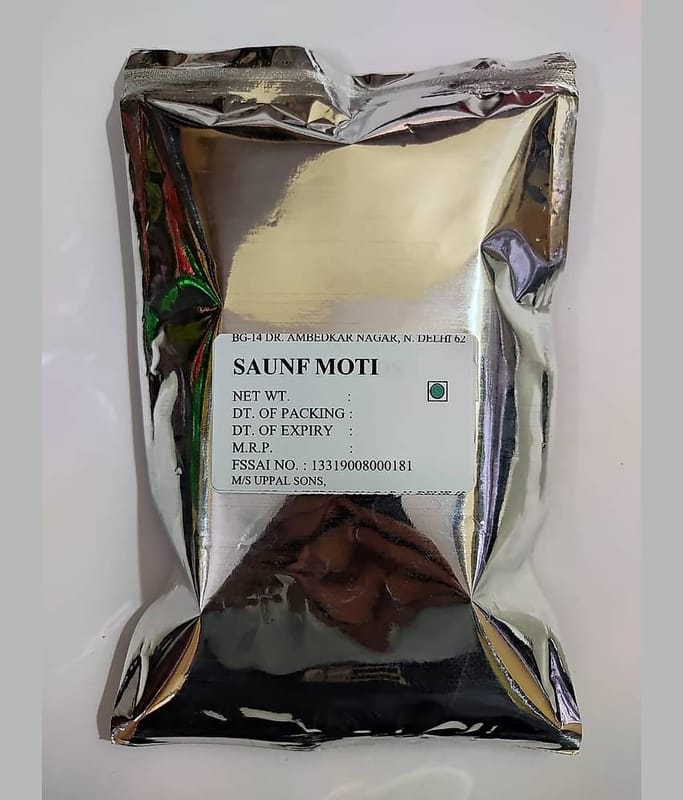 BG-14 DR. AMBEDKAR NAGAR, N. DELHI 62
SAUNF MOTI
NET WT. :
DT. OF PACKING :
DT. OF EXPIRY :
M.R.P. :
FSSAI NO. : 13319008000181
M/S UPPAL SONS,